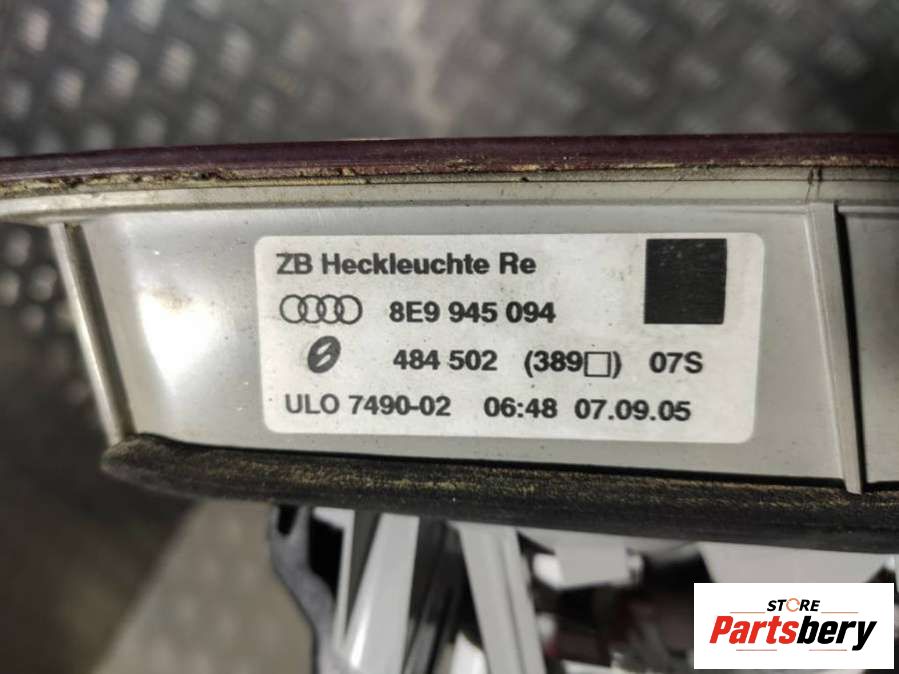 ZB Heckleuchte Re
8E9 945 094
484 502 (389□) 07S
ULO 7490-02 06:48 07.09.05
STORE
Partsbery